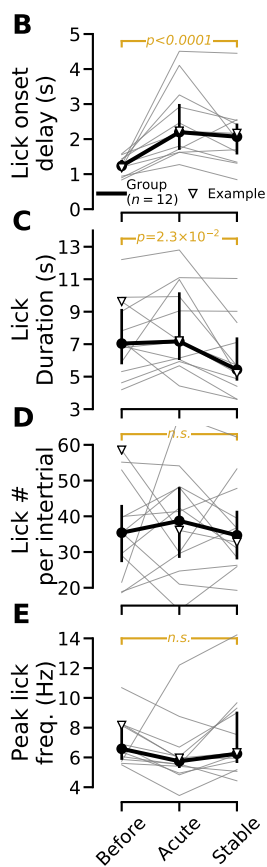 B
p<0.0001
5
4
3
2
1
0
Lick onset
delay (s)
Group
(n = 12)
Example
C
p=2.3×10⁻²
13
11
9
7
5
3
Lick
Duration (s)
D
n.s.
60
50
40
30
20
Lick #
per intertrial
E
n.s.
14
12
10
8
6
4
Peak lick
freq. (Hz)
Before
Acute
Stable